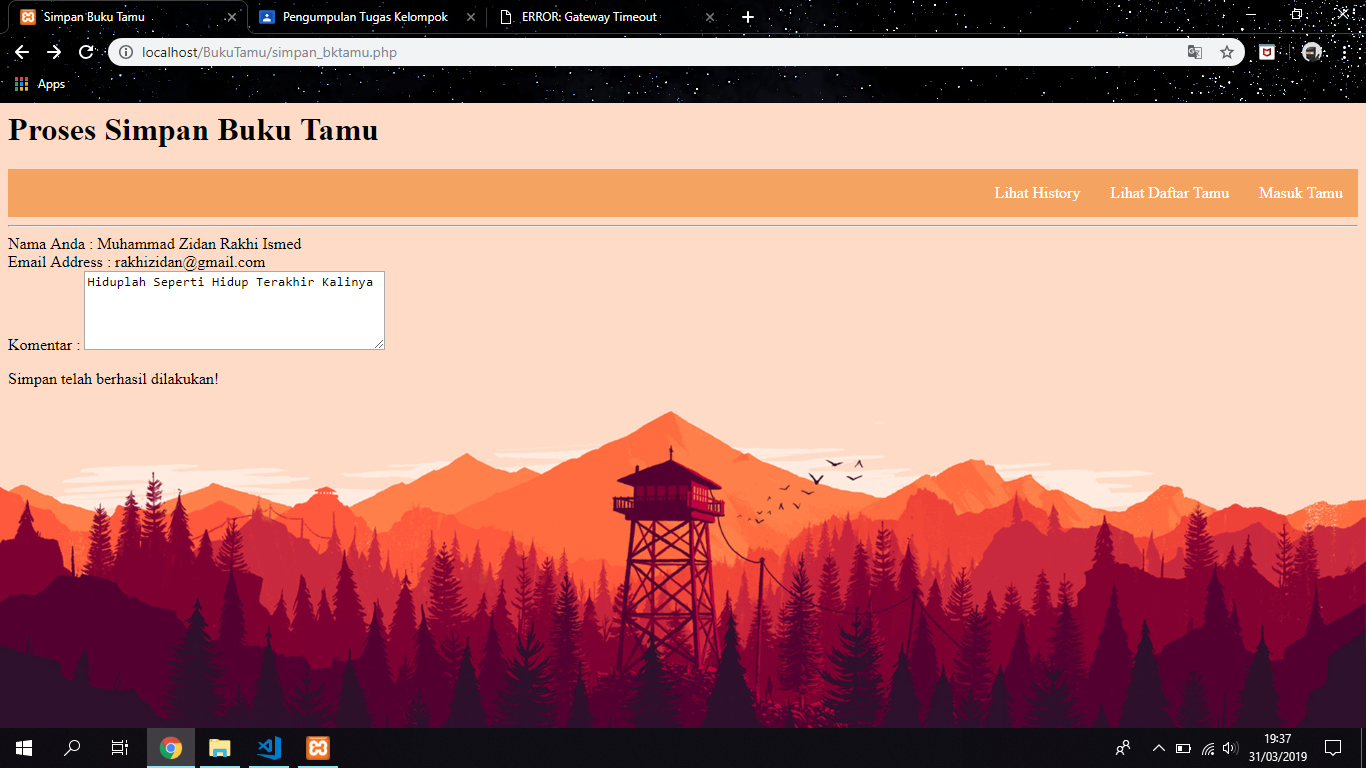 Simpan Buku Tamu
Pengumpulan Tugas Kelompok
ERROR: Gateway Timeout
localhost/BukuTamu/simpan_bktamu.php
Apps
Proses Simpan Buku Tamu
Lihat History Lihat Daftar Tamu Masuk Tamu
Nama Anda : Muhammad Zidan Rakhi Ismed
Email Address : rakhizidan@gmail.com
Hiduplah Seperti Hidup Terakhir Kalinya
Komentar :
Simpan telah berhasil dilakukan!
19:37
31/03/2019